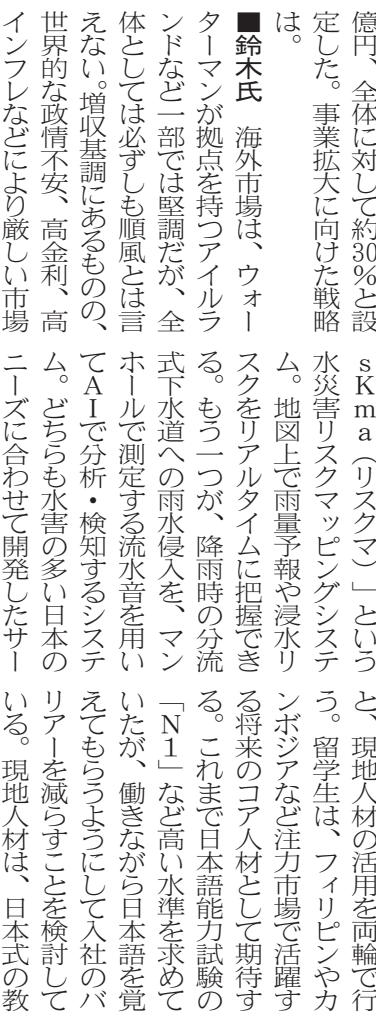 億円、全体に対して約30％と設
定した。事業拡大に向けた戦略
は。
■鈴木氏　海外市場は、ウォー
ターマンが拠点を持つアイルラ
ンドなど一部では堅調だが、全
体としては必ずしも順風とは言
えない。増収基調にあるものの、
世界的な政情不安、高金利、高
インフレなどにより厳しい市場
ｓＫｍａ（リスクマ）」という
水災害リスクマッピングシステ
ム。地図上で雨量予報や浸水リ
スクをリアルタイムに把握でき
る。もう一つが、降雨時の分流
式下水道への雨水侵入を、マン
ホールで測定する流水音を用い
てＡＩで分析・検知するシステ
ム。どちらも水害の多い日本の
ニーズに合わせて開発したサー
と、現地人材の活用を両輪で行
う。留学生は、フィリピンやカ
ンボジアなど注力市場で活躍す
る将来のコア人材として期待す
る。これまで日本語能力試験の
「Ｎ１」など高い水準を求めて
いたが、働きながら日本語を覚
えてもらうようにして入社のバ
リアーを減らすことを検討して
いる。現地人材は、日本式の教